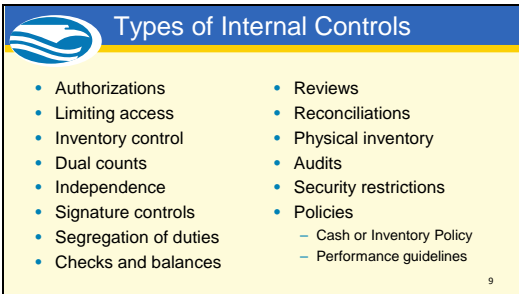 Types of Internal Controls
• Authorizations
• Limiting access
• Inventory control
• Dual counts
• Independence
• Signature controls
• Segregation of duties
• Checks and balances
• Reviews
• Reconciliations
• Physical inventory
• Audits
• Security restrictions
• Policies
– Cash or Inventory Policy
– Performance guidelines
9